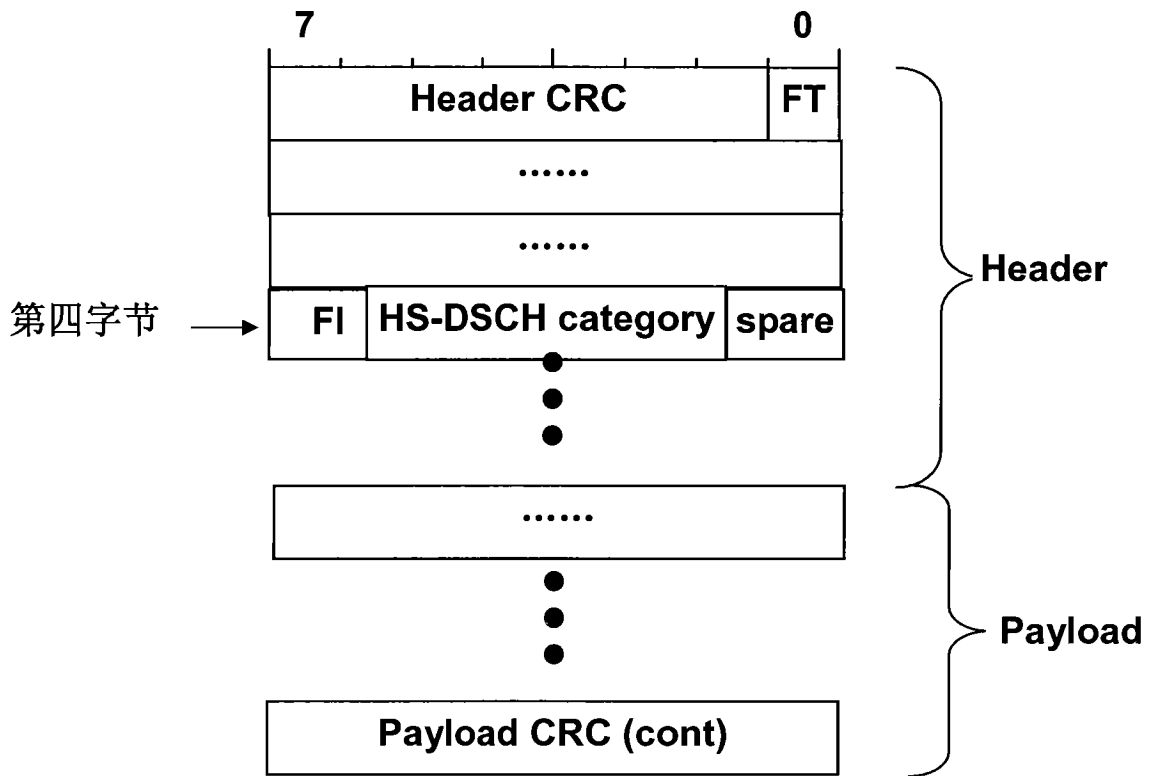 7 0
Header CRC FT
······
······
Header
第四字节 FI HS-DSCH category spare
······
Payload
Payload CRC (cont)